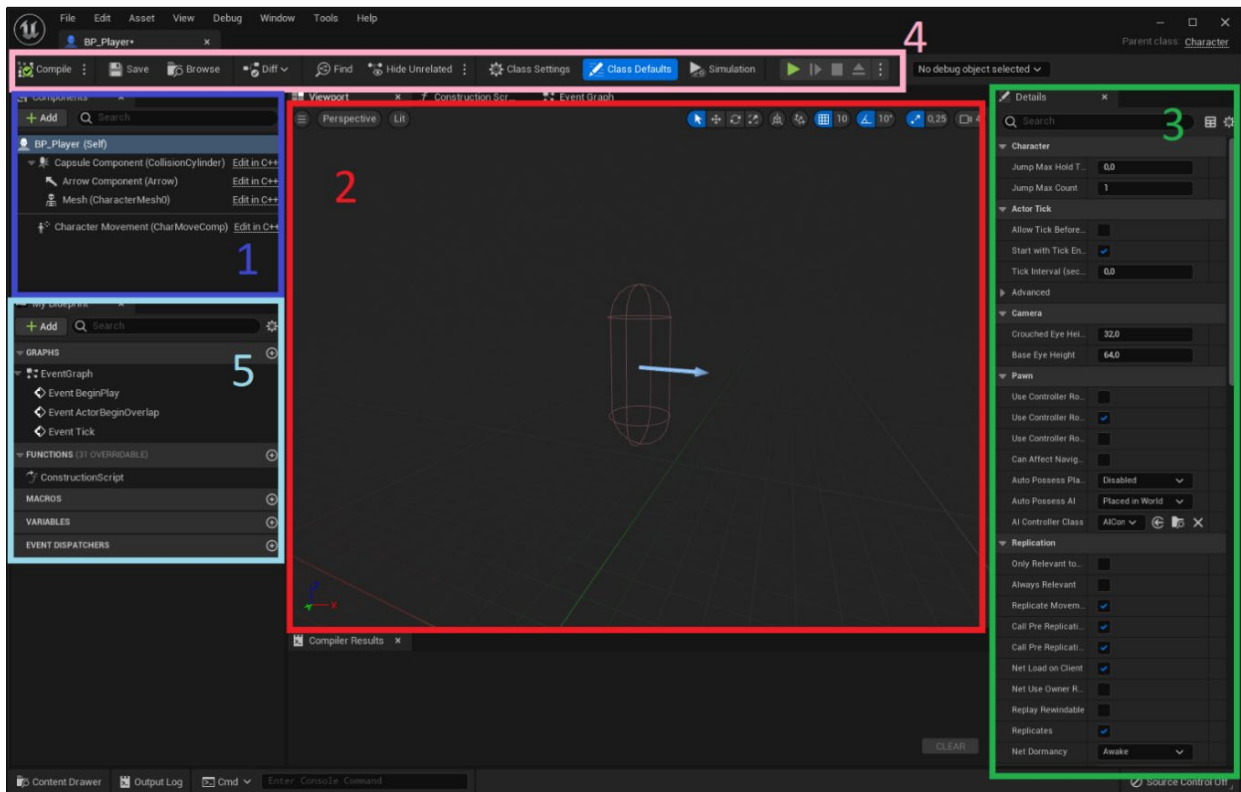 File Edit Asset View Debug Window Tools Help
BP_Player•
Parent class: Character
4
Compile Save Browse Diff Find Hide Unrelated Class Settings Class Defaults Simulation No debug object selected
Components
+ Add Search
BP_Player (Self)
Capsule Component (CollisionCylinder) Edit in C++
Arrow Component (Arrow) Edit in C++
Mesh (CharacterMesh0) Edit in C++
Character Movement (CharMoveComp) Edit in C++
1
My Blueprint
+ Add Search
GRAPHS
5
EventGraph
Event BeginPlay
Event ActorBeginOverlap
Event Tick
FUNCTIONS (31 OVERRIDABLE)
ConstructionScript
MACROS
VARIABLES
EVENT DISPATCHERS
Viewport Construction Scr... Event Graph
Perspective Lit 10 10° 0,25 4
2
X
Compiler Results
CLEAR
Details
Search
3
Character
Jump Max Hold T... 0,0
Jump Max Count 1
Actor Tick
Allow Tick Before...
Start with Tick En...
Tick Interval (sec... 0,0
Advanced
Camera
Crouched Eye Hei... 32,0
Base Eye Height 64,0
Pawn
Use Controller Ro...
Use Controller Ro...
Use Controller Ro...
Can Affect Navig...
Auto Possess Pla... Disabled
Auto Possess AI Placed in World
AI Controller Class AICon
Replication
Only Relevant to...
Always Relevant
Replicate Movem...
Call Pre Replicati...
Call Pre Replicati...
Net Load on Client
Net Use Owner R...
Replay Rewindable
Replicates
Net Dormancy Awake
Content Drawer Output Log Cmd Enter Console Command Source Control Off